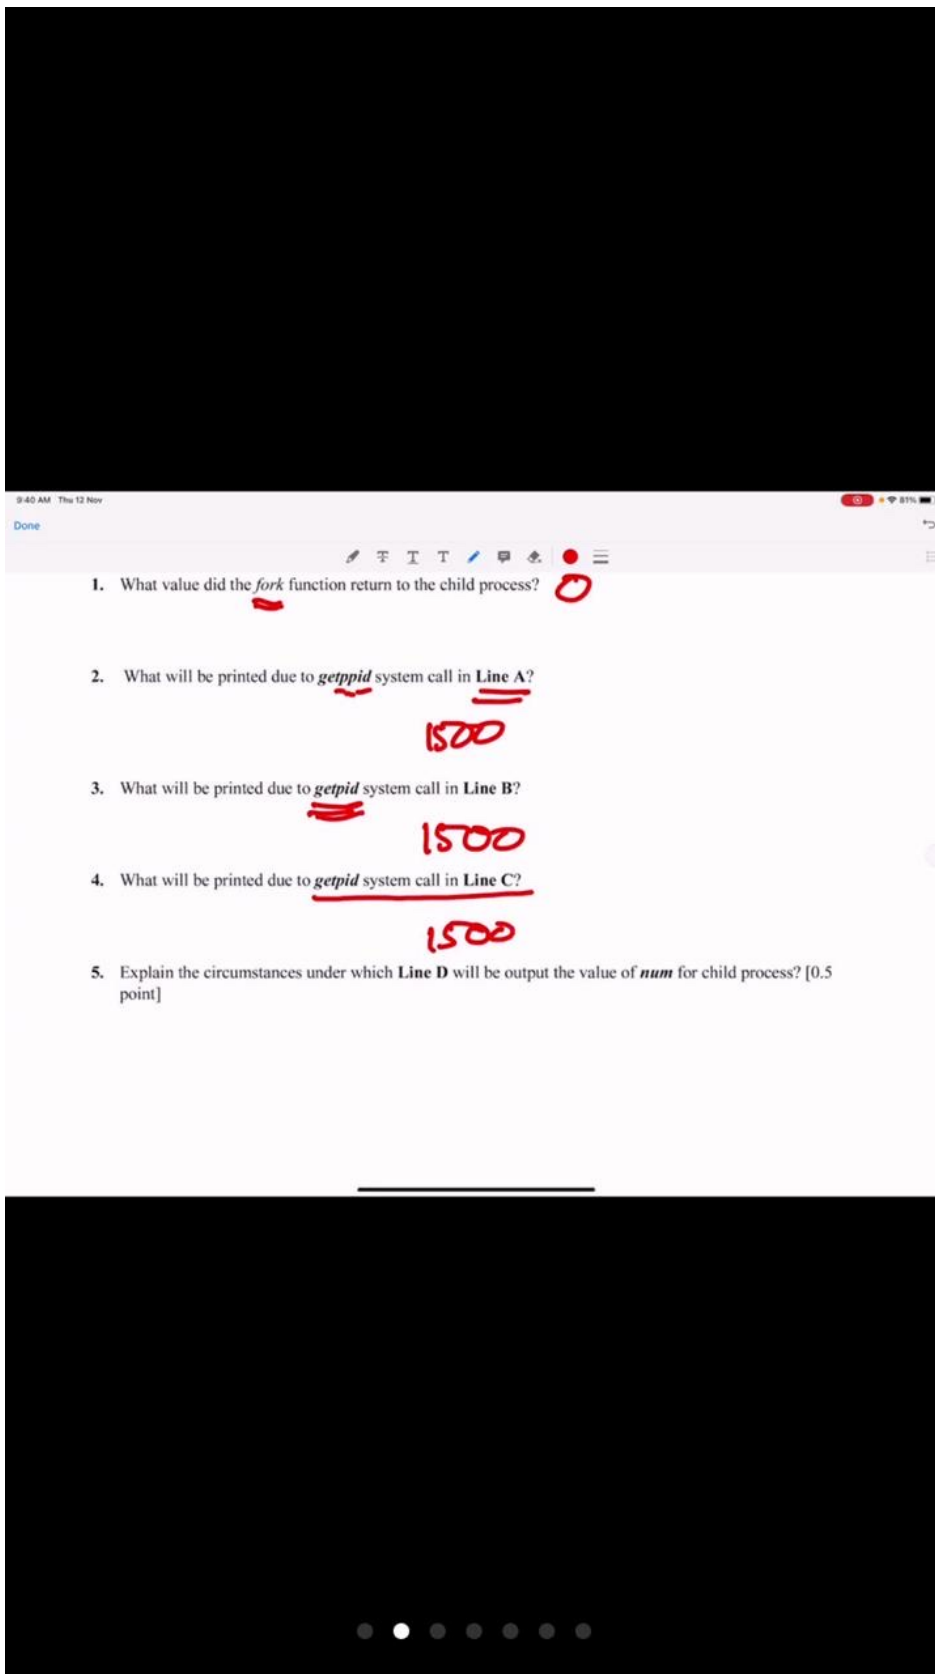 9:40 AM Thu 12 Nov
81%
Done
T T T
1. What value did the fork function return to the child process? 0
2. What will be printed due to getppid system call in Line A?
1500
3. What will be printed due to getpid system call in Line B?
1500
4. What will be printed due to getpid system call in Line C?
1500
5. Explain the circumstances under which Line D will be output the value of num for child process? [0.5
point]